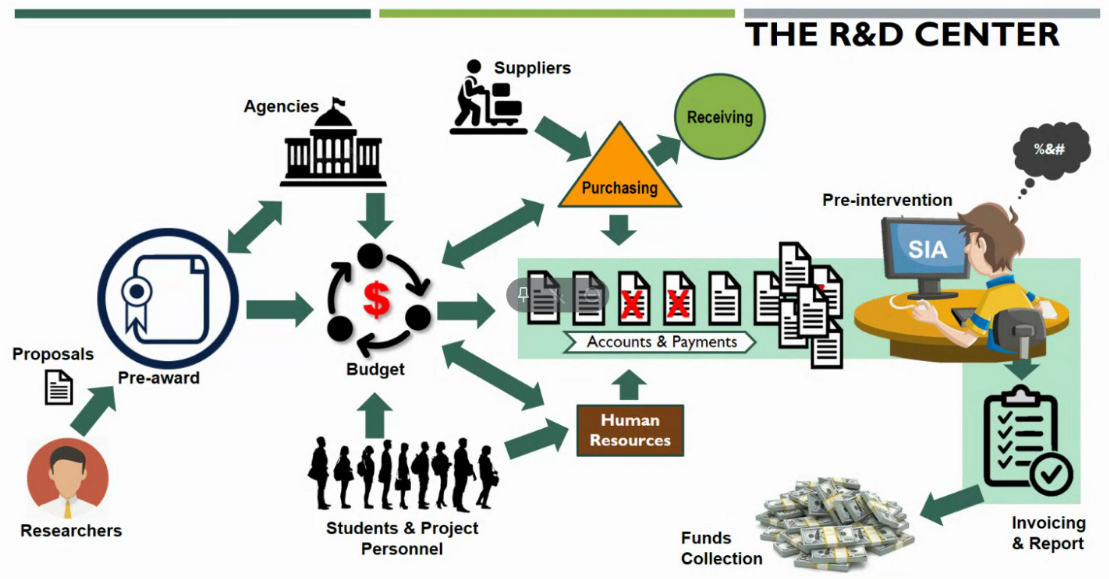 THE R&D CENTER
Suppliers
Agencies
Receiving
%&#
Purchasing
Pre-intervention
SIA
$
X X
Accounts & Payments
Proposals
Pre-award
Budget
Human
Resources
Researchers
Students & Project
Personnel
Funds
Collection
Invoicing
& Report